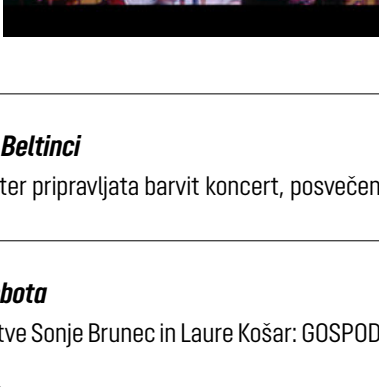 Beltinci
ter pripravljata barvit koncert, posvečen
bota
tve Sonje Brunec in Laure Košar: GOSPOD